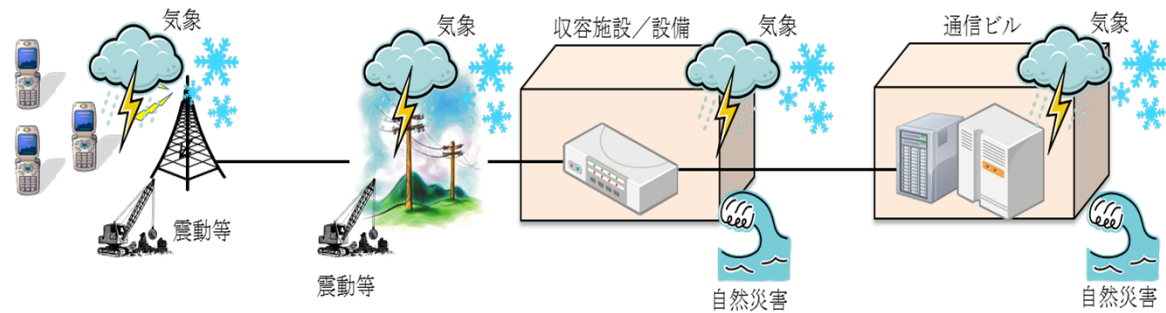 気象
気象
収容施設／設備
気象
通信ビル
気象
震動等
震動等
自然災害
自然災害